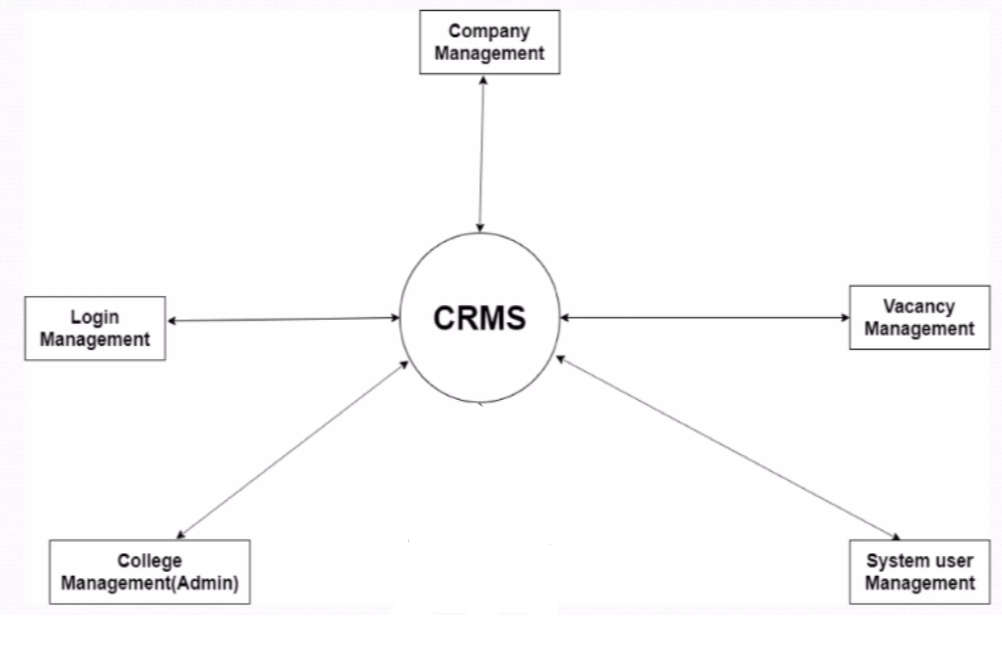 Company
Management
CRMS
Login
Management
Vacancy
Management
College
Management(Admin)
System user
Management